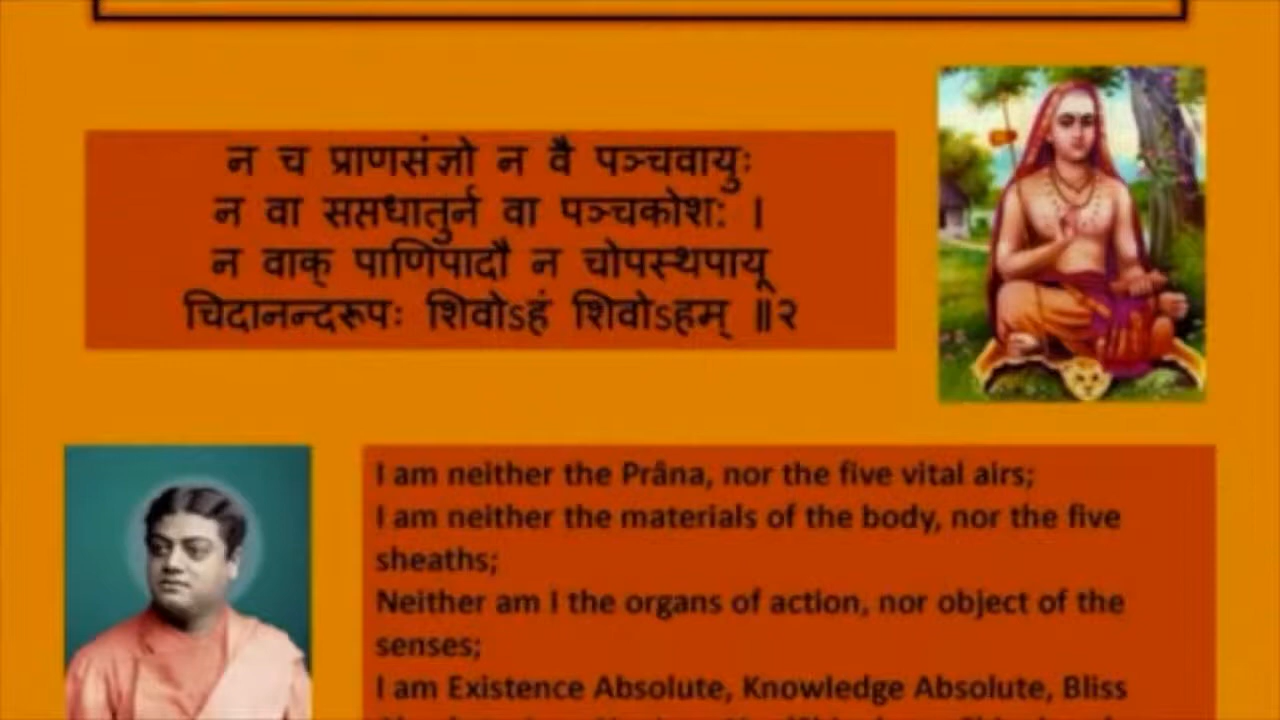 न च प्राणसंज्ञो न वै पञ्चवायुः
न वा सप्तधातुर्न वा पञ्चकोशः ।
न वाक् पाणिपादौ न चोपस्थपायू
चिदानन्दरूपः शिवोऽहं शिवोऽहम् ॥२
I am neither the Prâna, nor the five vital airs;
I am neither the materials of the body, nor the five
sheaths;
Neither am I the organs of action, nor object of the
senses;
I am Existence Absolute, Knowledge Absolute, Bliss